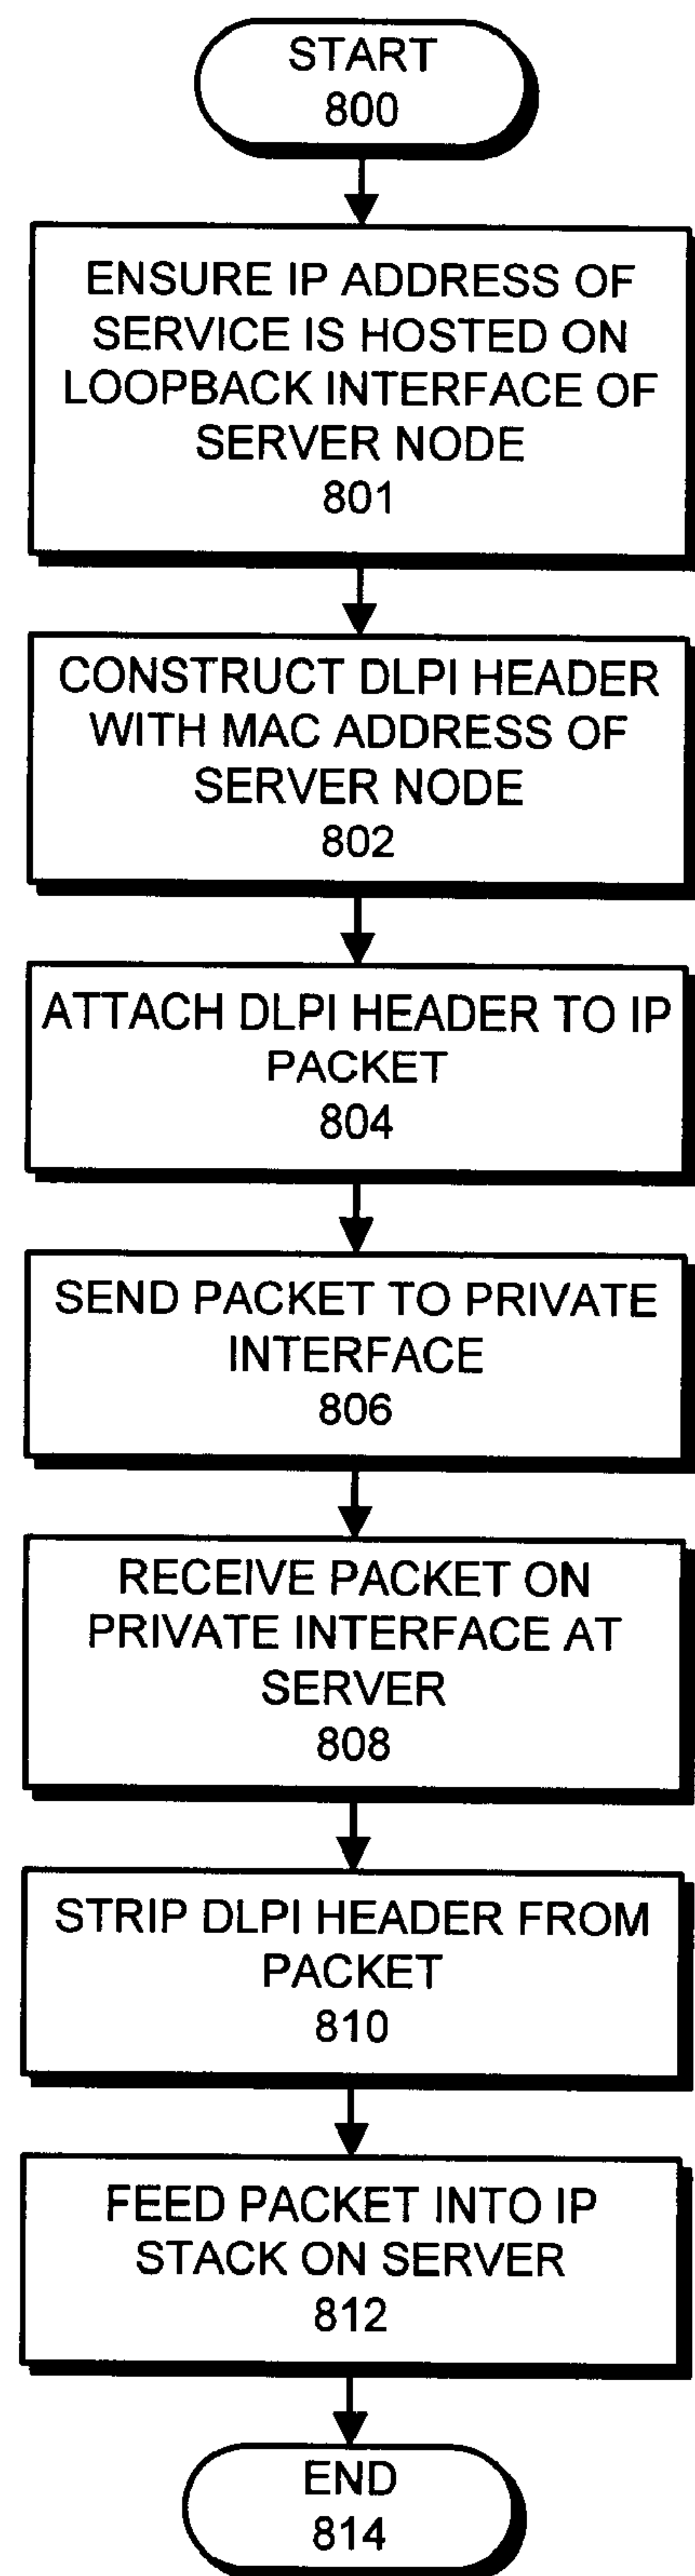 START
800
ENSURE IP ADDRESS OF
SERVICE IS HOSTED ON
LOOPBACK INTERFACE OF
SERVER NODE
801
CONSTRUCT DLPI HEADER
WITH MAC ADDRESS OF
SERVER NODE
802
ATTACH DLPI HEADER TO IP
PACKET
804
SEND PACKET TO PRIVATE
INTERFACE
806
RECEIVE PACKET ON
PRIVATE INTERFACE AT
SERVER
808
STRIP DLPI HEADER FROM
PACKET
810
FEED PACKET INTO IP
STACK ON SERVER
812
END
814